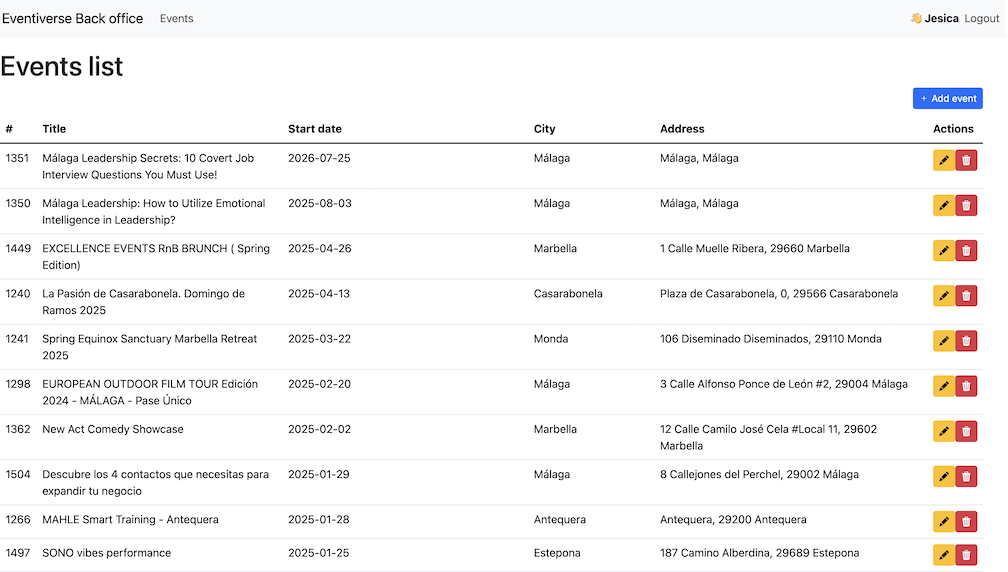 Eventiverse Back office Events 👋 Jesica Logout
Events list
+ Add event
# Title Start date City Address Actions
1351 Málaga Leadership Secrets: 10 Covert Job 2026-07-25 Málaga Málaga, Málaga
Interview Questions You Must Use!
1350 Málaga Leadership: How to Utilize Emotional 2025-08-03 Málaga Málaga, Málaga
Intelligence in Leadership?
1449 EXCELLENCE EVENTS RnB BRUNCH ( Spring 2025-04-26 Marbella 1 Calle Muelle Ribera, 29660 Marbella
Edition)
1240 La Pasión de Casarabonela. Domingo de 2025-04-13 Casarabonela Plaza de Casarabonela, 0, 29566 Casarabonela
Ramos 2025
1241 Spring Equinox Sanctuary Marbella Retreat 2025-03-22 Monda 106 Diseminado Diseminados, 29110 Monda
2025
1298 EUROPEAN OUTDOOR FILM TOUR Edición 2025-02-20 Málaga 3 Calle Alfonso Ponce de León #2, 29004 Málaga
2024 - MÁLAGA - Pase Único
1362 New Act Comedy Showcase 2025-02-02 Marbella 12 Calle Camilo José Cela #Local 11, 29602
Marbella
1504 Descubre los 4 contactos que necesitas para 2025-01-29 Málaga 8 Callejones del Perchel, 29002 Málaga
expandir tu negocio
1266 MAHLE Smart Training - Antequera 2025-01-28 Antequera Antequera, 29200 Antequera
1497 SONO vibes performance 2025-01-25 Estepona 187 Camino Alberdina, 29689 Estepona